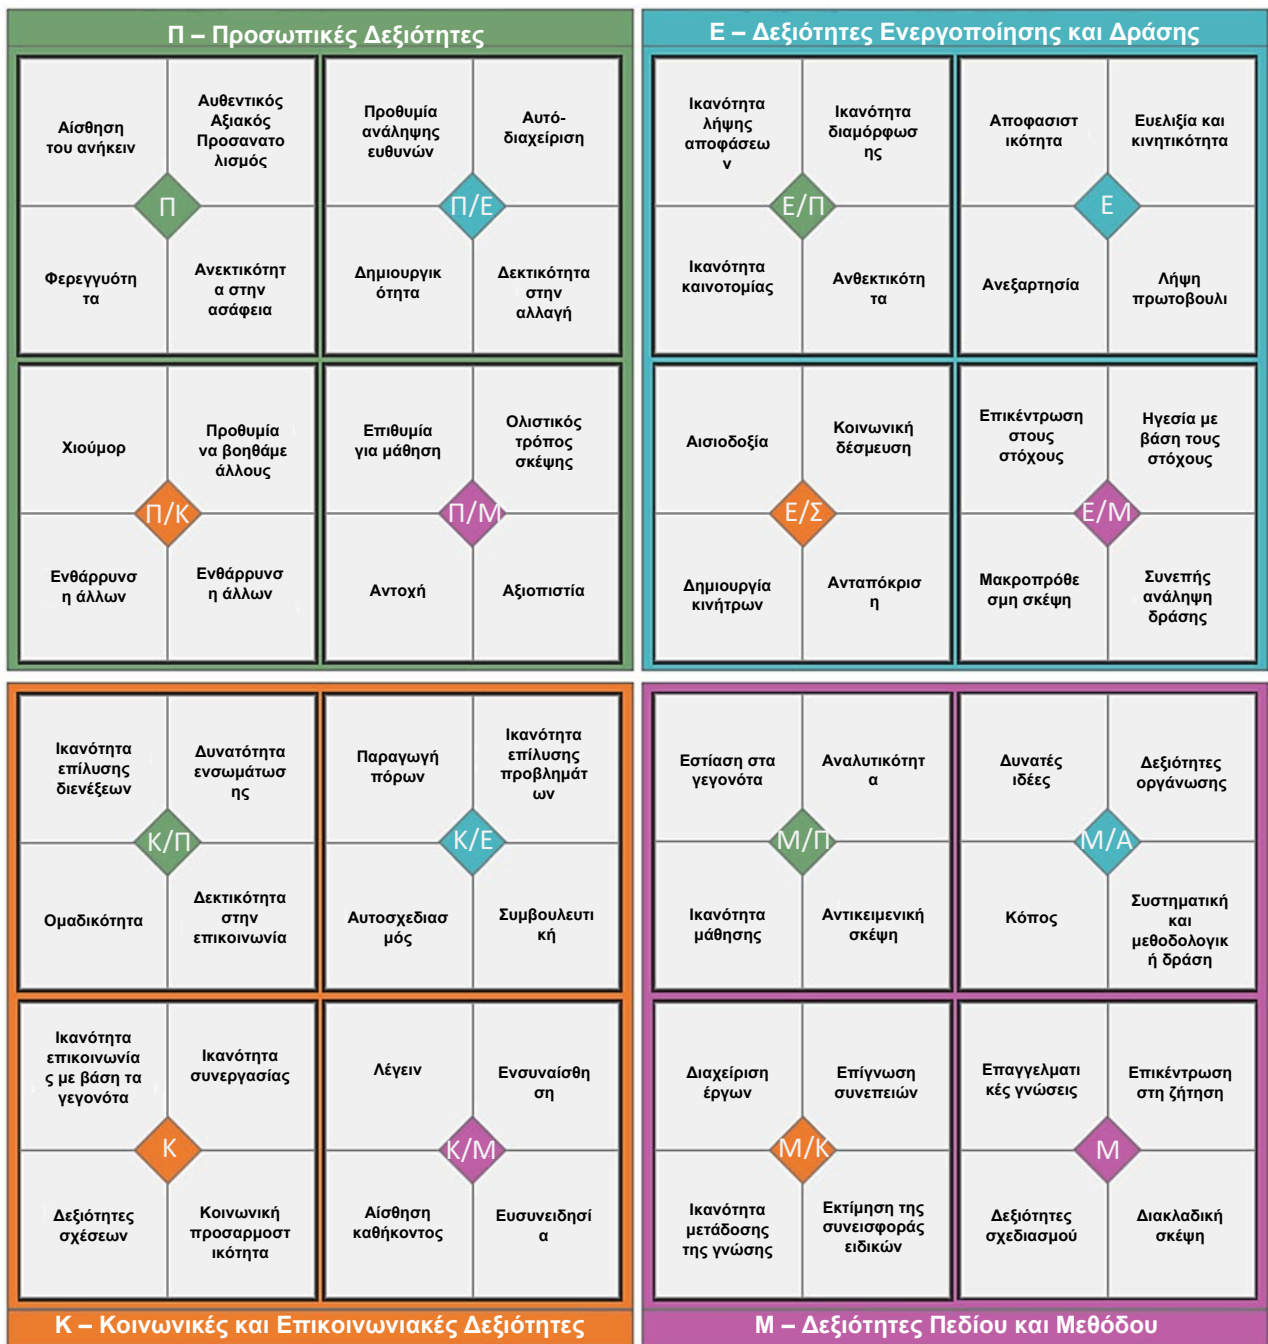 Π – Προσωπικές Δεξιότητες
Αίσθηση
του ανήκειν
Αυθεντικός
Αξιακός
Προσανατο
λισμός
Π
Φερεγγυότη
τα
Ανεκτικότητ
α στην
ασάφεια
Προθυμία
ανάληψης
ευθυνών
Αυτό-
διαχείριση
Π/Ε
Δημιουργικ
ότητα
Δεκτικότητα
στην
αλλαγή
Χιούμορ
Προθυμία
να βοηθάμε
άλλους
Π/Κ
Ενθάρρυνσ
η άλλων
Ενθάρρυνσ
η άλλων
Επιθυμία
για μάθηση
Ολιστικός
τρόπος
σκέψης
Π/Μ
Αντοχή
Αξιοπιστία
Ε – Δεξιότητες Ενεργοποίησης και Δράσης
Ικανότητα
λήψης
αποφάσεω
ν
Ικανότητα
διαμόρφωσ
ης
Ε/Π
Ικανότητα
καινοτομίας
Ανθεκτικότη
τα
Αποφασιστ
ικότητα
Ευελιξία και
κινητικότητα
Ε
Ανεξαρτησία
Λήψη
πρωτοβουλι
Αισιοδοξία
Κοινωνική
δέσμευση
Ε/Σ
Δημιουργία
κινήτρων
Ανταπόκρισ
η
Επικέντρωση
στους
στόχους
Ηγεσία με
βάση τους
στόχους
Ε/Μ
Μακροπρόθε
σμη σκέψη
Συνεπής
ανάληψη
δράσης
Ικανότητα
επίλυσης
διενέξεων
Δυνατότητα
ενσωμάτωσ
ης
Κ/Π
Ομαδικότητα
Δεκτικότητα
στην
επικοινωνία
Παραγωγή
πόρων
Ικανότητα
επίλυσης
προβλημάτ
ων
Κ/Ε
Αυτοσχεδιασ
μός
Συμβουλευτι
κή
Ικανότητα
επικοινωνία
ς με βάση τα
γεγονότα
Ικανότητα
συνεργασίας
Κ
Δεξιότητες
σχέσεων
Κοινωνική
προσαρμοστ
ικότητα
Λέγειν
Ενσυναίσθη
ση
Κ/Μ
Αίσθηση
καθήκοντος
Ευσυνειδησί
α
Κ – Κοινωνικές και Επικοινωνιακές Δεξιότητες
Εστίαση στα
γεγονότα
Αναλυτικότητ
α
Μ/Π
Ικανότητα
μάθησης
Αντικειμενική
σκέψη
Δυνατές
ιδέες
Δεξιότητες
οργάνωσης
Μ/Α
Κόπος
Συστηματική
και
μεθοδολογικ
ή δράση
Διαχείριση
έργων
Επίγνωση
συνεπειών
Μ/Κ
Ικανότητα
μετάδοσης
της γνώσης
Εκτίμηση της
συνεισφοράς
ειδικών
Επαγγελματι
κές γνώσεις
Επικέντρωση
στη ζήτηση
Μ
Δεξιότητες
σχεδιασμού
Διακλαδική
σκέψη
Μ – Δεξιότητες Πεδίου και Μεθόδου